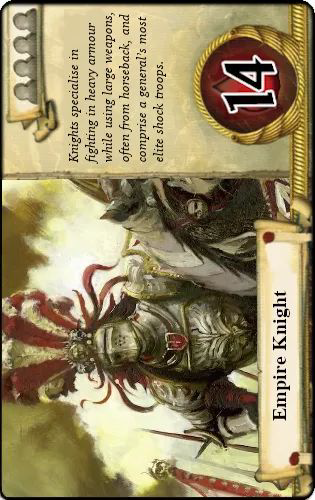 Empire Knight
Knights specialise in
fighting in heavy armour
while using large weapons,
often from horseback, and
comprise a general's most
elite shock troops.
14